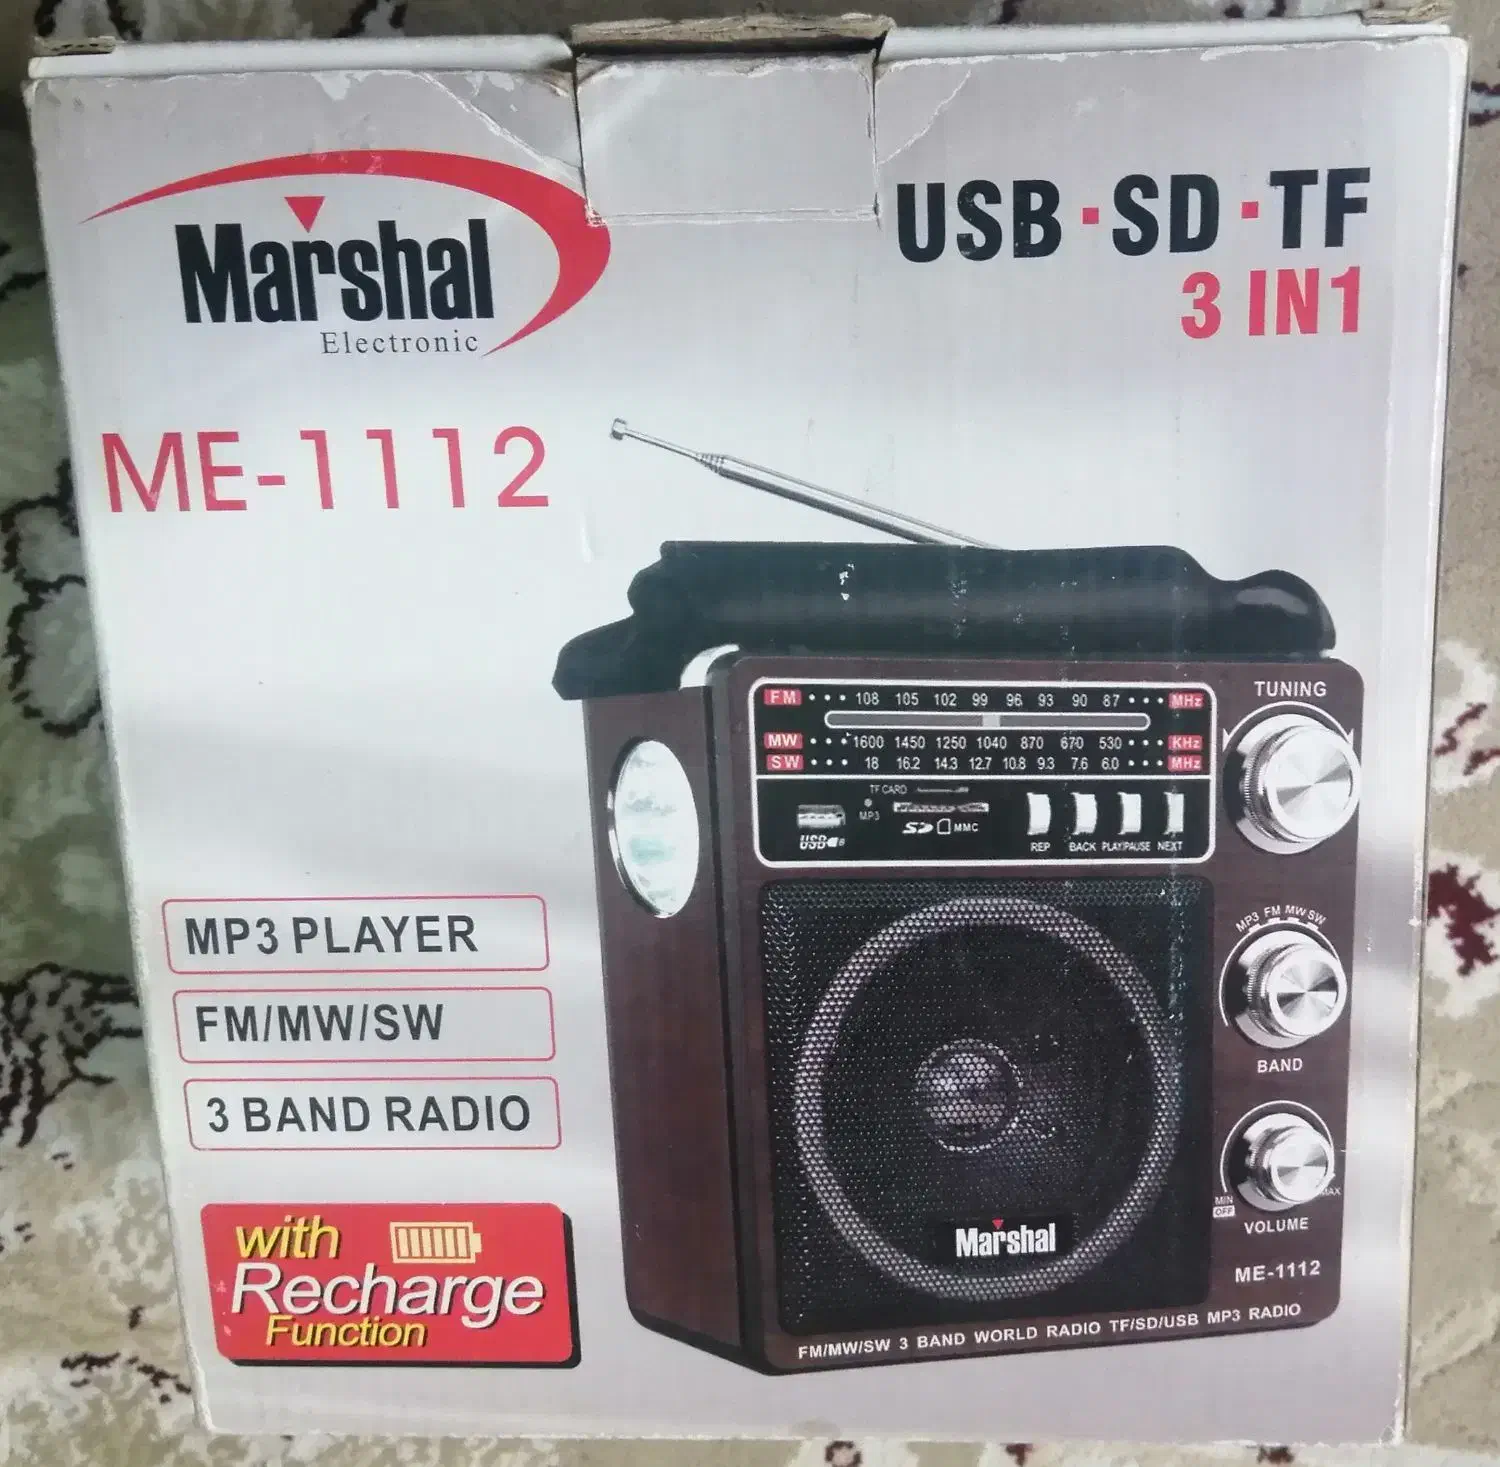 Marshal
Electronic
USB·SD·TF
3 IN1
ME-1112
TUNING
FM ••• 108 105 102 99 96 93 90 87 ••• MHz
MW ••• 1600 1450 1250 1040 870 670 530 ••• KHz
SW ••• 18 16.2 14.3 12.7 10.8 9.3 7.6 6.0 ••• MHz
TF CARD
MP3
USB
SD MMC
REP BACK PLAY/PAUSE NEXT
MP3 FM MW SW
BAND
MP3 PLAYER
FM/MW/SW
3 BAND RADIO
MIN
OFF
MAX
VOLUME
with
Recharge
Function
Marshal
ME-1112
FM/MW/SW 3 BAND WORLD RADIO TF/SD/USB MP3 RADIO